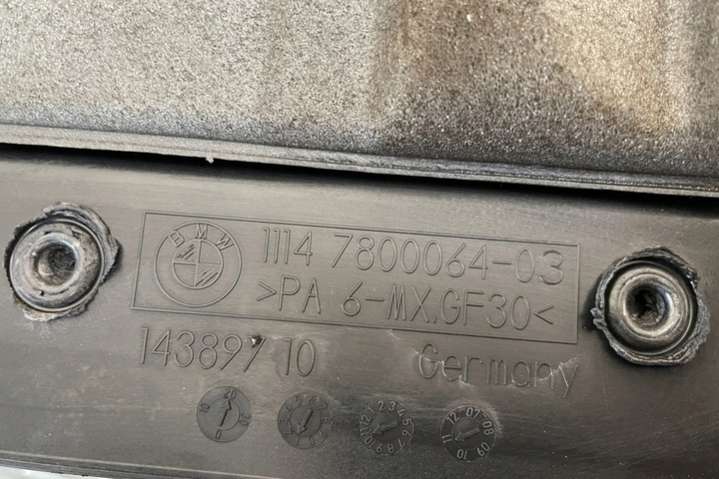 BMW
1114 7800064-03
>PA 6-MX.GF30<
143897 10
Germany